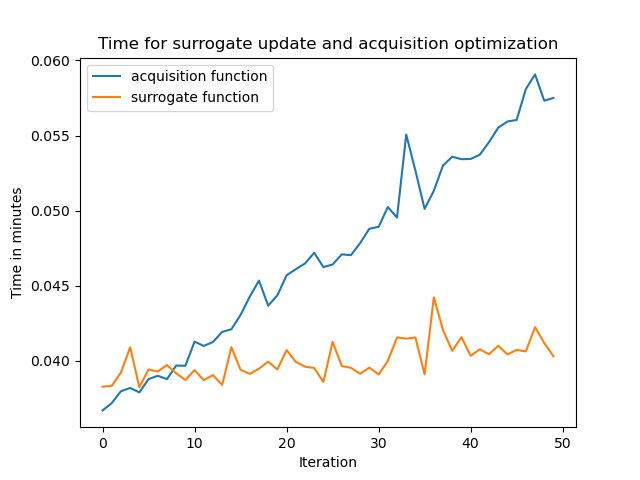 Time for surrogate update and acquisition optimization
acquisition function
surrogate function
0.060
0.055
0.050
0.045
0.040
Time in minutes
0 10 20 30 40 50
Iteration